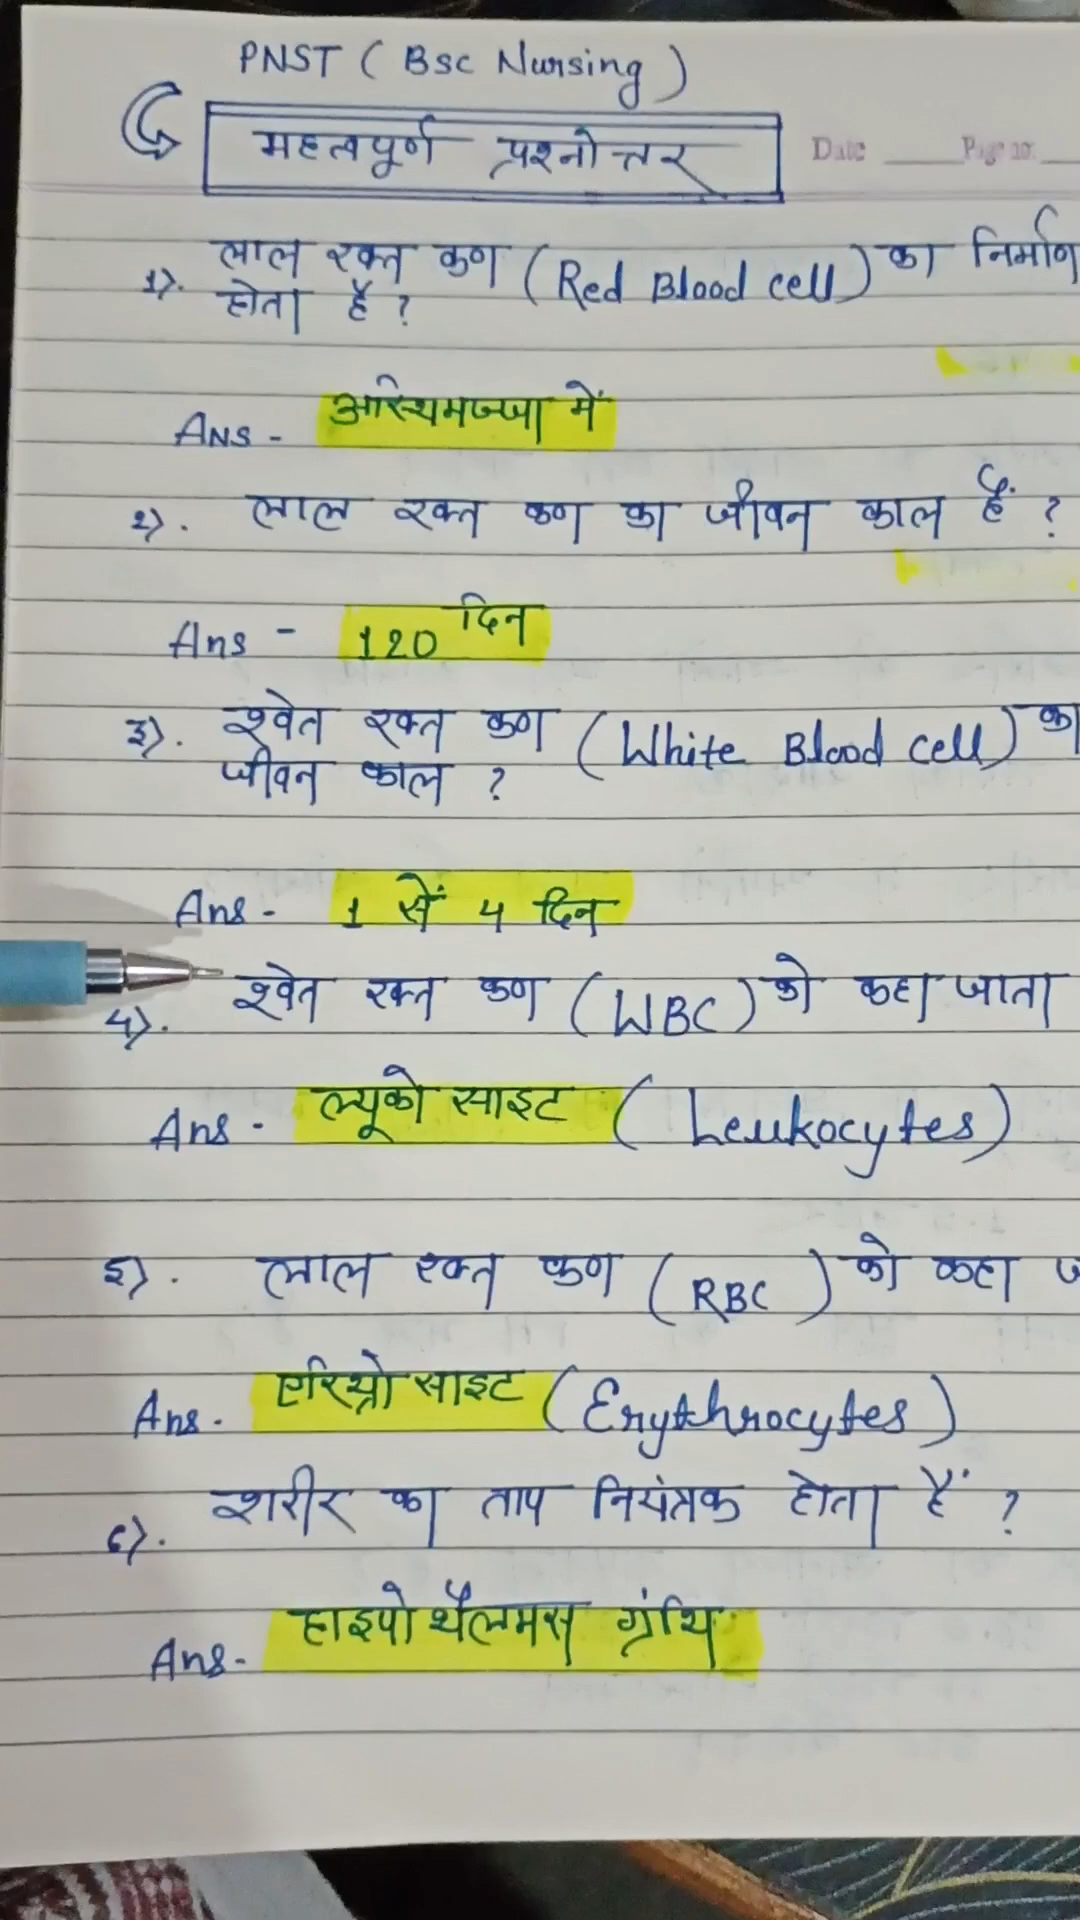 PNST ( Bsc Nursing )
महत्वपूर्ण प्रश्नोत्तर
Date Page no.
1). लाल रक्त कण ( Red Blood cell ) का निर्माण
होता है ?
ANS - अस्थिमज्जा में
2). लाल रक्त कण का जीवन काल हैं ?
Ans - 120 दिन
3). श्वेत रक्त कण ( White Blood Cell ) का
जीवन काल ?
Ans - 1 सें 4 दिन
4). श्वेत रक्त कण ( WBC ) को कहा जाता
Ans - ल्यूको साइट ( Leukocytes )
5). लाल रक्त कण ( RBC ) को कहा
Ans - एरिथ्रो साइट ( Erythrocytes )
6). शरीर का ताप नियंत्रक होता हैं ?
Ans - हाइपो थैलमस ग्रंथि